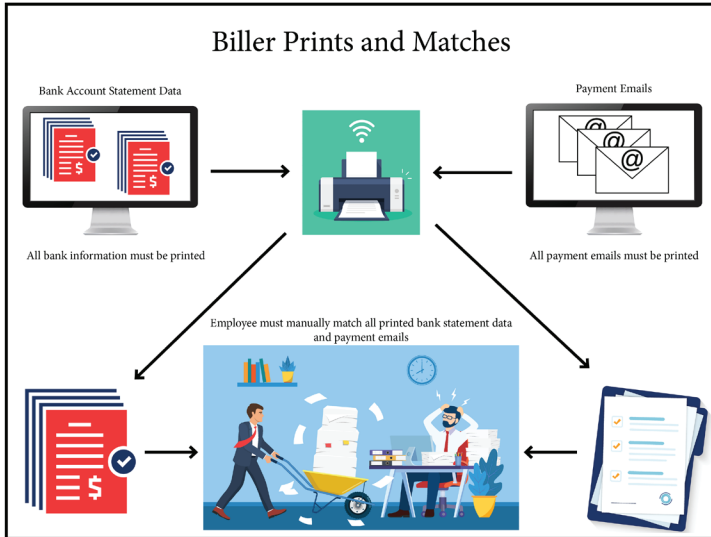 Biller Prints and Matches
Bank Account Statement Data
Payment Emails
$
$
@
@
@
All bank information must be printed
All payment emails must be printed
Employee must manually match all printed bank statement data
and payment emails
$